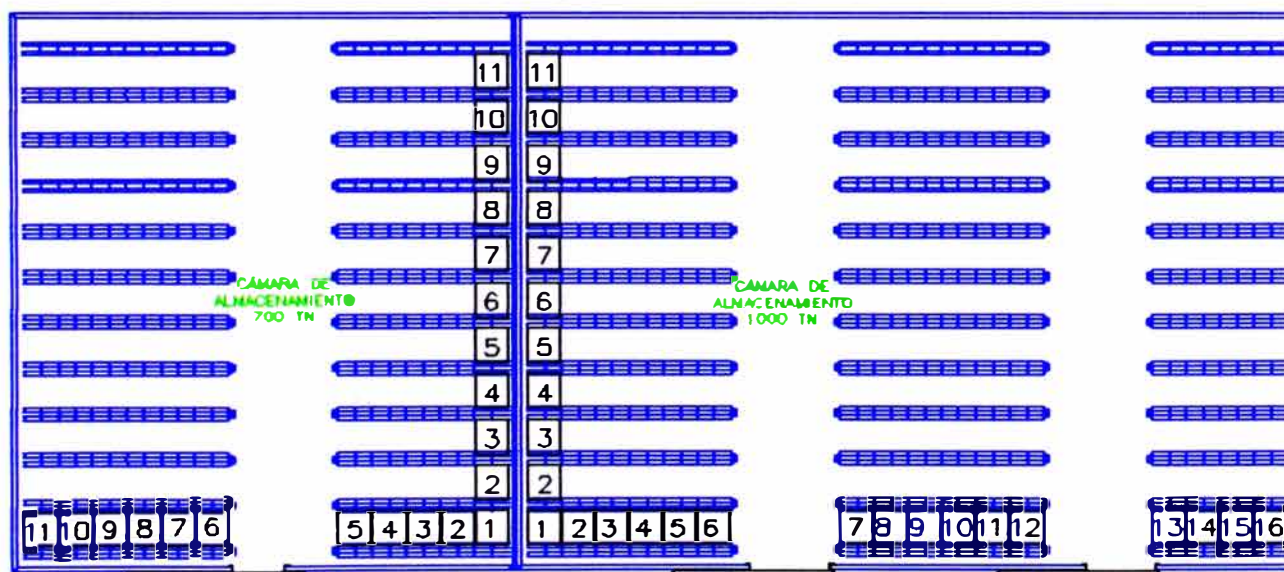 11 11
10 10
9 9
8 8
7 7
6 6
CÁMARA DE
ALMACENAMIENTO
700 TN
CÁMARA DE
ALMACENAMIENTO
1000 TN
5 5
4 4
3 3
2 2
11 10 9 8 7 6 5 4 3 2 1 1 2 3 4 5 6 7 8 9 10 11 12 13 14 15 16